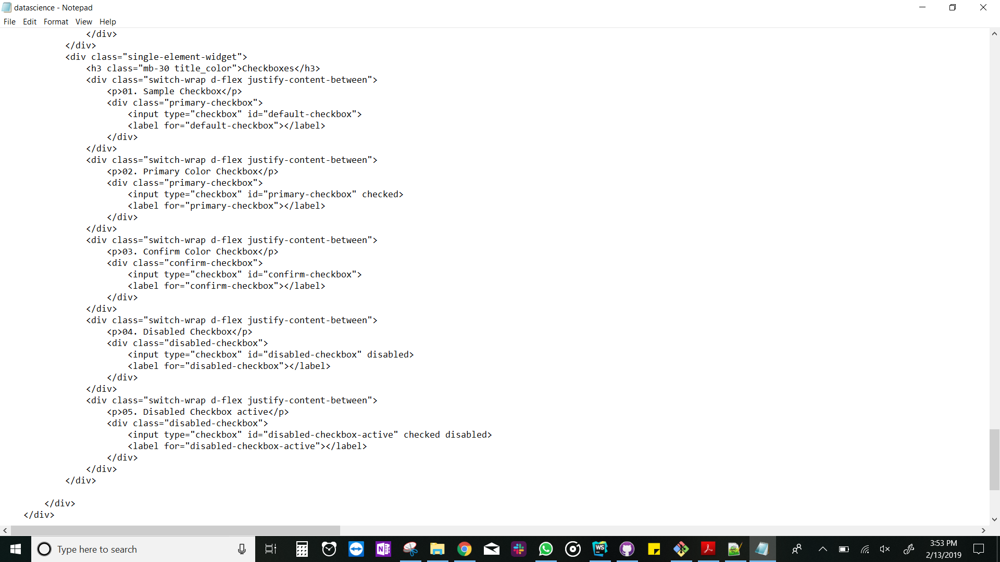 datascience - Notepad
File Edit Format View Help
</div>
</div>
<div class="single-element-widget">
<h3 class="mb-30 title_color">Checkboxes</h3>
<div class="switch-wrap d-flex justify-content-between">
<p>01. Sample Checkbox</p>
<div class="primary-checkbox">
<input type="checkbox" id="default-checkbox">
<label for="default-checkbox"></label>
</div>
</div>
<div class="switch-wrap d-flex justify-content-between">
<p>02. Primary Color Checkbox</p>
<div class="primary-checkbox">
<input type="checkbox" id="primary-checkbox" checked>
<label for="primary-checkbox"></label>
</div>
</div>
<div class="switch-wrap d-flex justify-content-between">
<p>03. Confirm Color Checkbox</p>
<div class="confirm-checkbox">
<input type="checkbox" id="confirm-checkbox">
<label for="confirm-checkbox"></label>
</div>
</div>
<div class="switch-wrap d-flex justify-content-between">
<p>04. Disabled Checkbox</p>
<div class="disabled-checkbox">
<input type="checkbox" id="disabled-checkbox" disabled>
<label for="disabled-checkbox"></label>
</div>
</div>
<div class="switch-wrap d-flex justify-content-between">
<p>05. Disabled Checkbox active</p>
<div class="disabled-checkbox">
<input type="checkbox" id="disabled-checkbox-active" checked disabled>
<label for="disabled-checkbox-active"></label>
</div>
</div>
</div>
</div>
</div>
Type here to search
N
WS
3:53 PM
2/13/2019